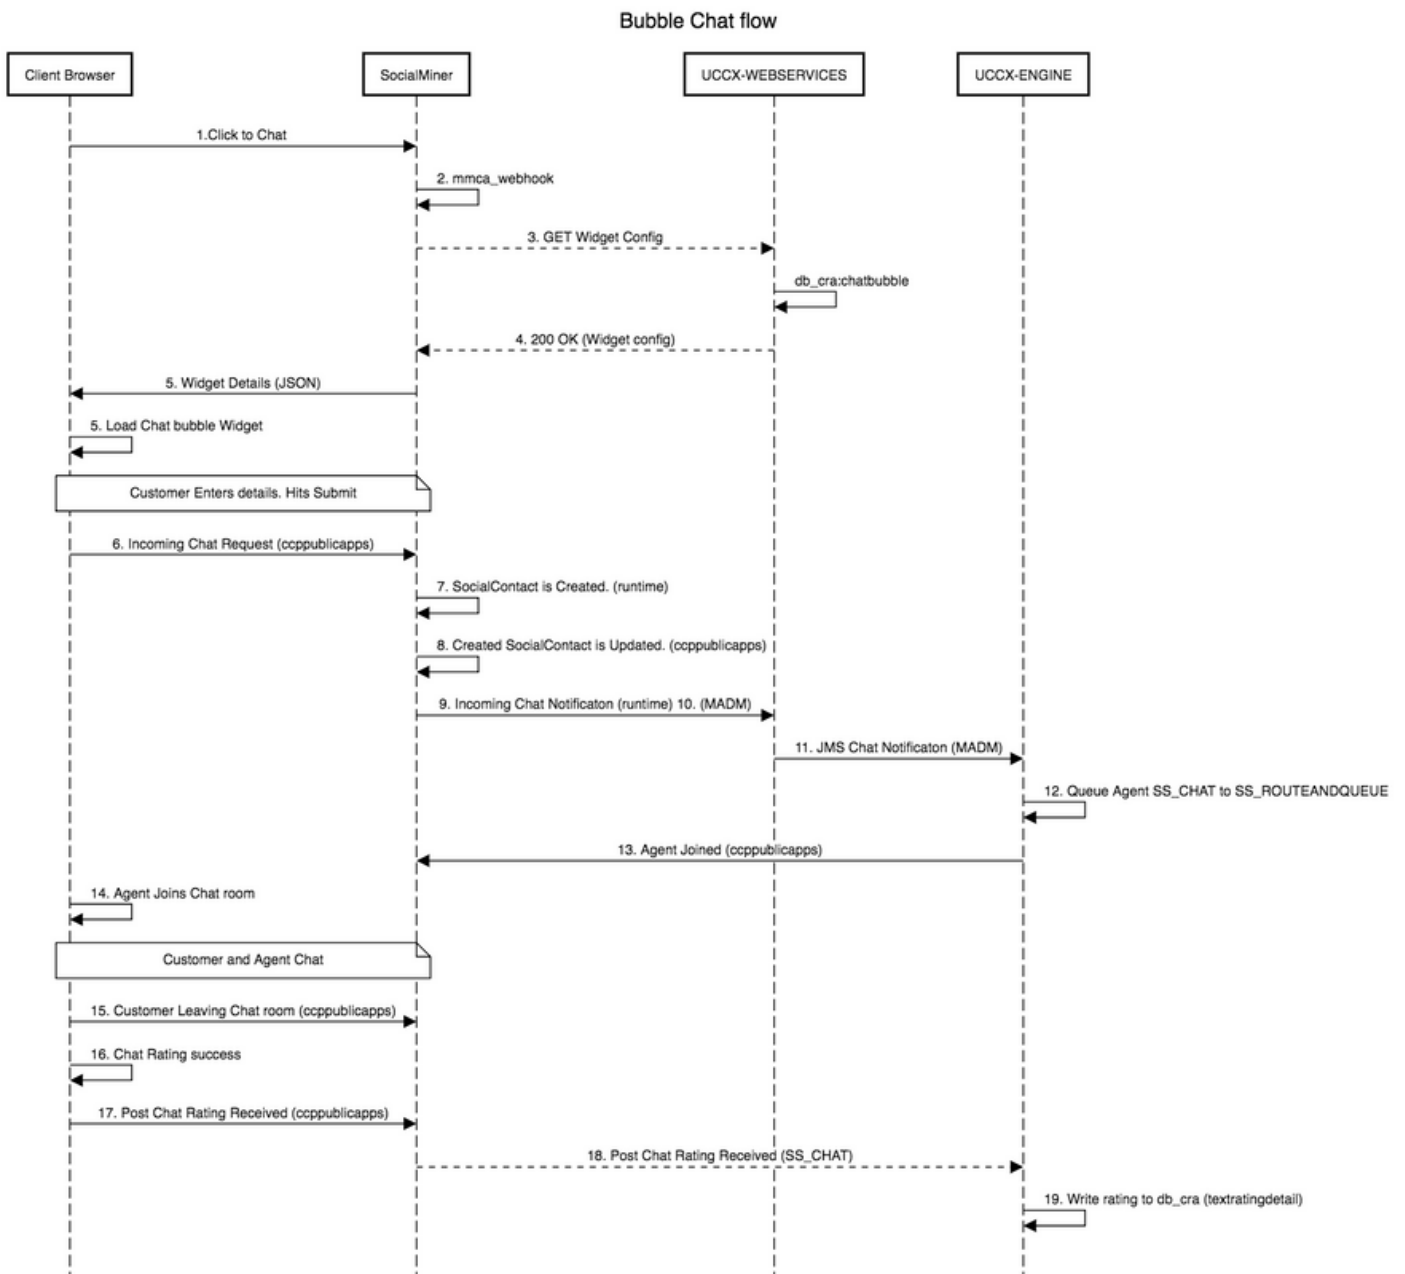 Bubble Chat flow
Client Browser
SocialMiner
UCCX-WEBSERVICES
UCCX-ENGINE
1.Click to Chat
2. mmca_webhook
3. GET Widget Config
db_cra:chatbubble
4. 200 OK (Widget config)
5. Widget Details (JSON)
5. Load Chat bubble Widget
Customer Enters details. Hits Submit
6. Incoming Chat Request (ccppublicapps)
7. SocialContact is Created. (runtime)
8. Created SocialContact is Updated. (ccppublicapps)
9. Incoming Chat Notificaton (runtime) 10. (MADM)
11. JMS Chat Notificaton (MADM)
12. Queue Agent SS_CHAT to SS_ROUTEANDQUEUE
13. Agent Joined (ccppublicapps)
14. Agent Joins Chat room
Customer and Agent Chat
15. Customer Leaving Chat room (ccppublicapps)
16. Chat Rating success
17. Post Chat Rating Received (ccppublicapps)
18. Post Chat Rating Received (SS_CHAT)
19. Write rating to db_cra (textratingdetail)